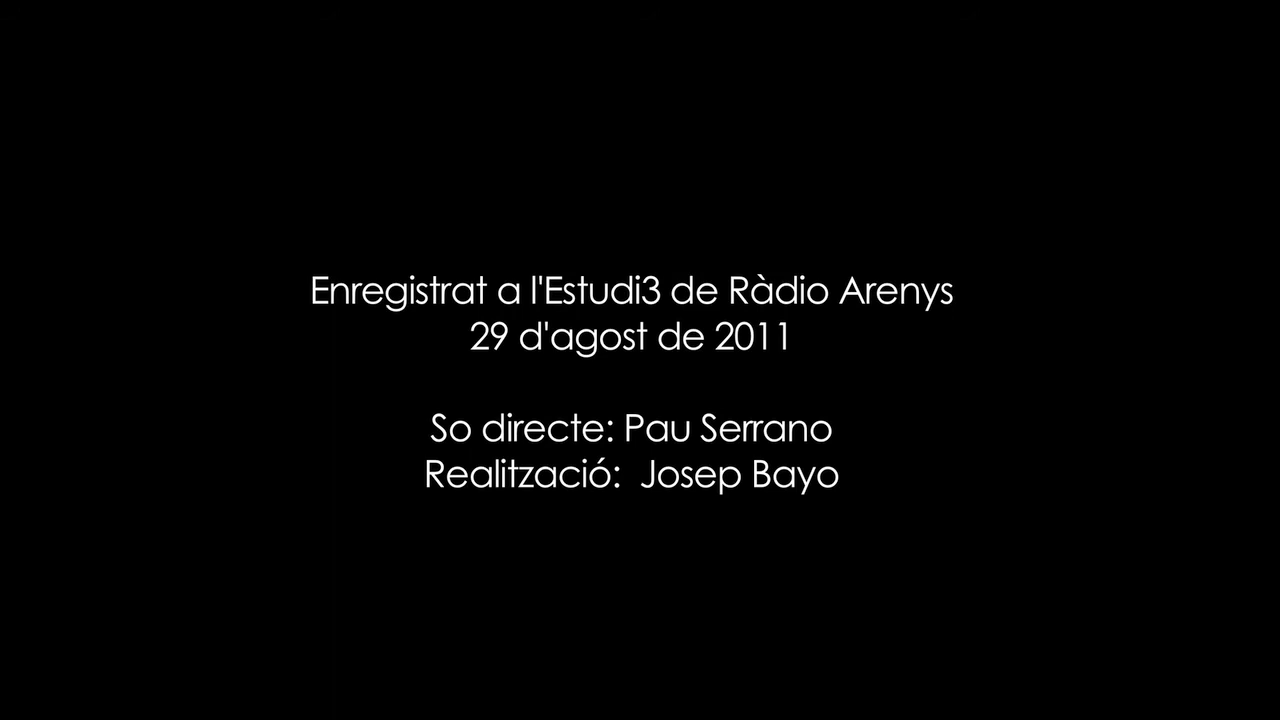 Enregistrat a l'Estudi3 de Ràdio Arenys
29 d'agost de 2011
So directe: Pau Serrano
Realització:  Josep Bayo